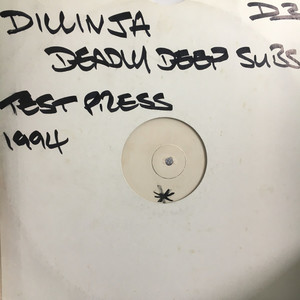 DILLINJA
DEADLY DEEP SUBS
TEST PRESS
1994